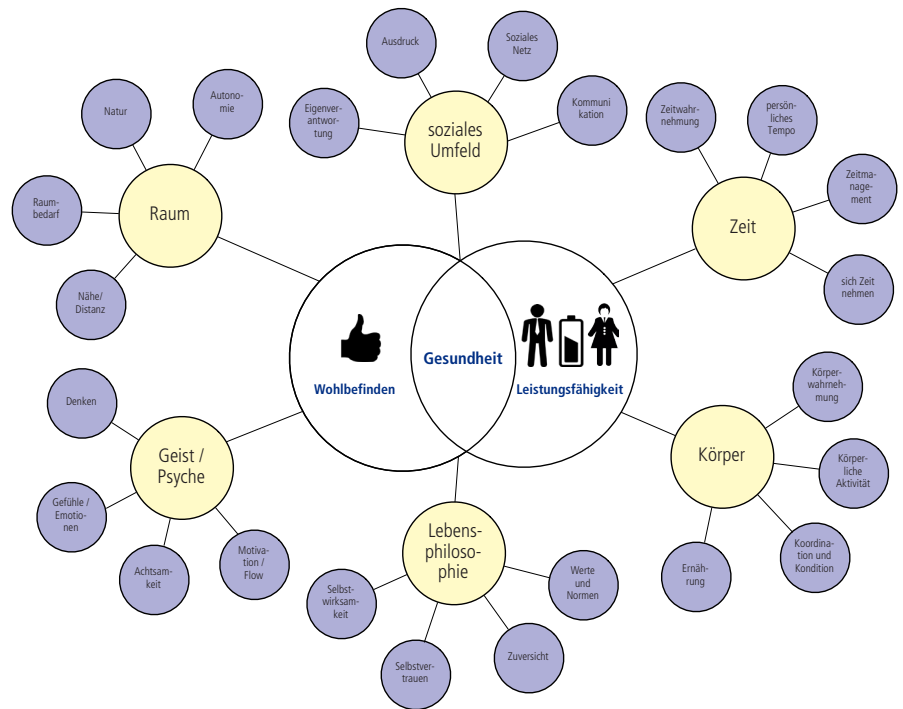 Ausdruck
Soziales
Netz
Eigenver-
antwor-
tung
Kommuni
kation
soziales
Umfeld
Natur
Autono-
mie
Raum-
bedarf
Nähe/
Distanz
Raum
Zeitwahr-
nehmung
persön-
liches
Tempo
Zeitma-
nage-
ment
sich Zeit
nehmen
Zeit
Wohlbefinden
Gesundheit
Leistungsfähigkeit
Denken
Gefühle /
Emotio-
nen
Achtsam-
keit
Motiva-
tion /
Flow
Geist /
Psyche
Lebens-
philoso-
phie
Selbst-
wirksam-
keit
Selbstver-
trauen
Zuversicht
Werte
und
Normen
Körper
Körper-
wahrneh-
mung
Körper-
liche
Aktivität
Koordina-
tion und
Kondition
Ernäh-
rung